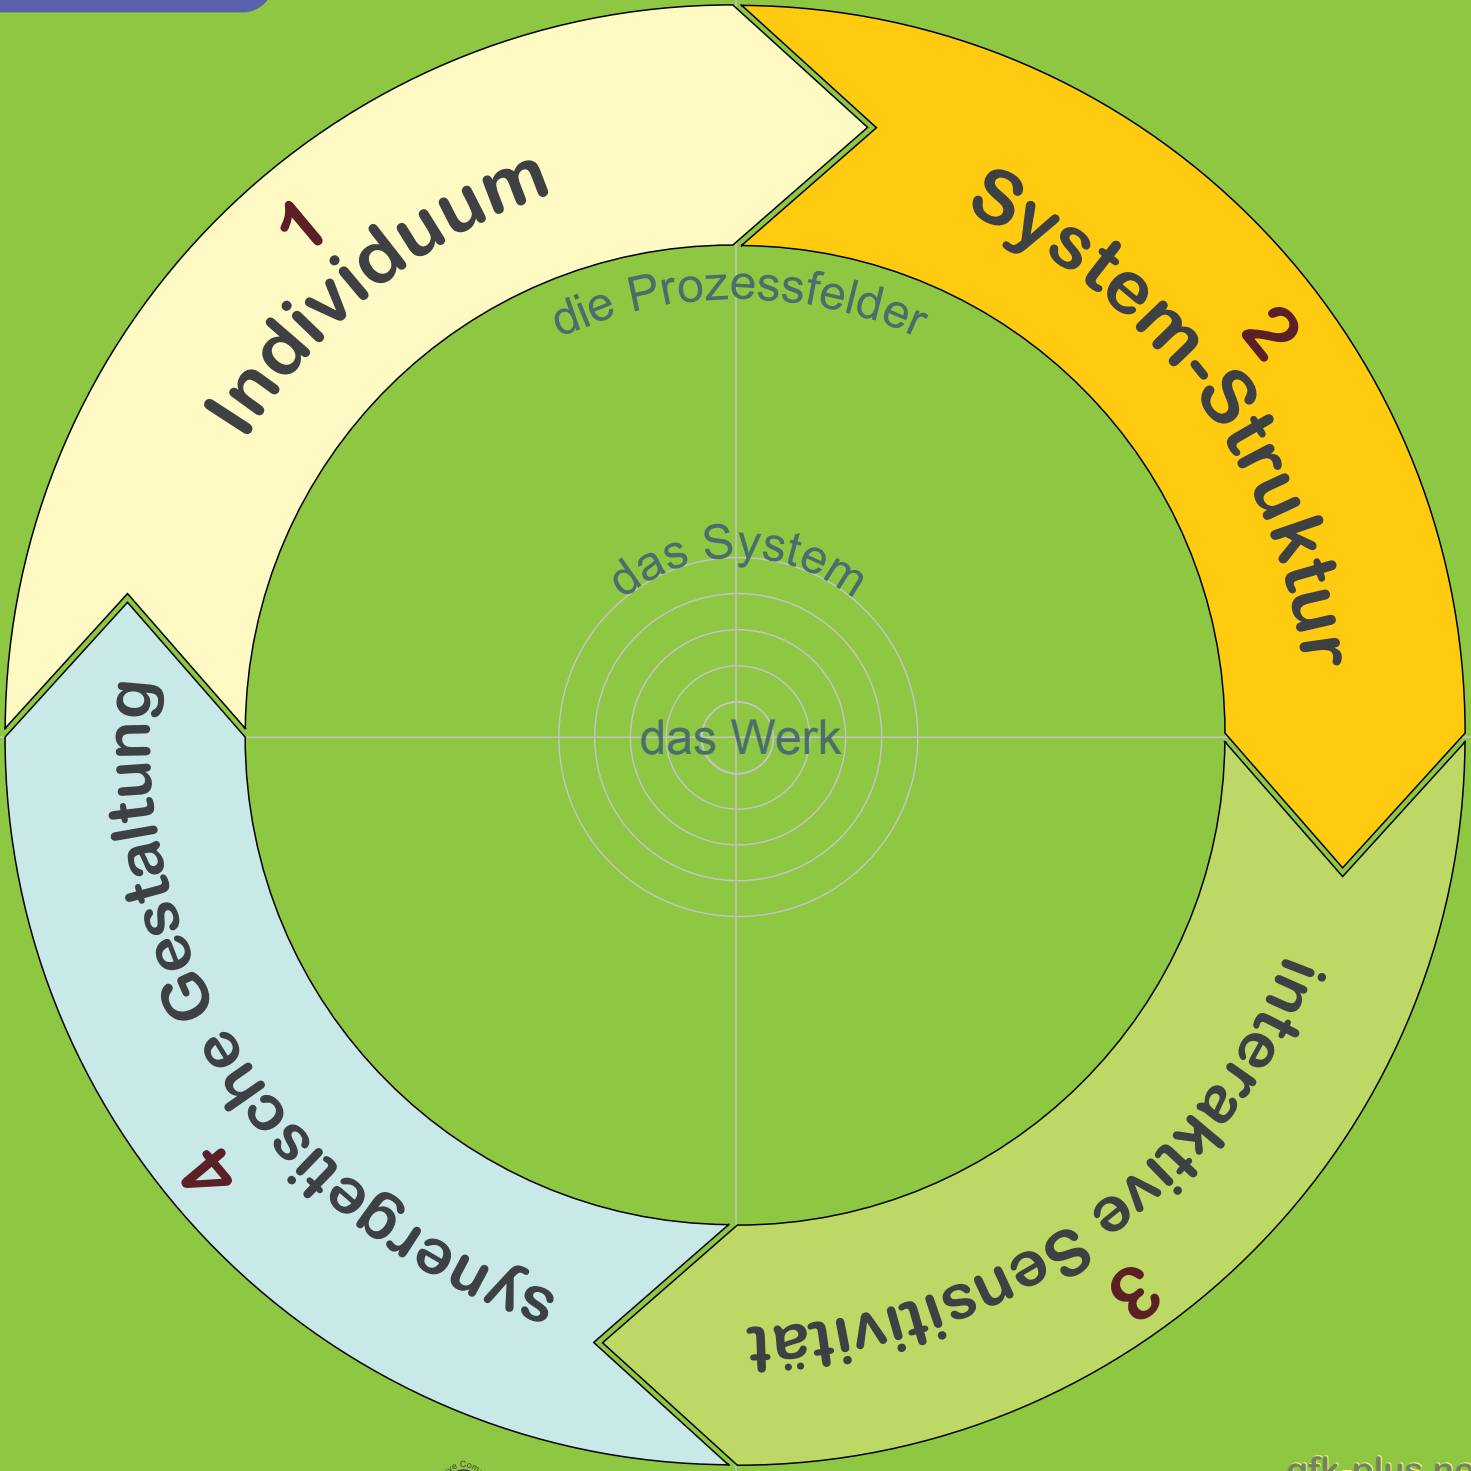 1
Individuum
2
System-Struktur
die Prozessfelder
das System
das Werk
3
interaktive Sensitivität
4
synergetische Gestaltung